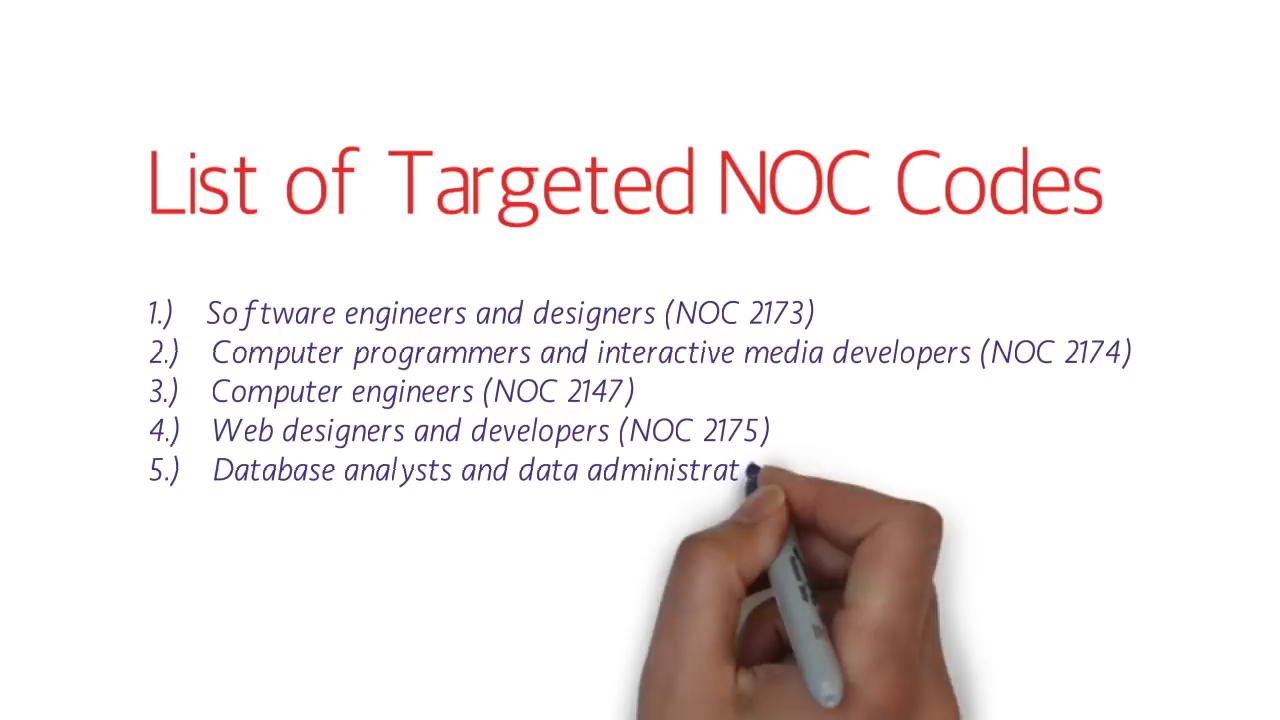 List of Targeted NOC Codes
1.) Software engineers and designers (NOC 2173)
2.) Computer programmers and interactive media developers (NOC 2174)
3.) Computer engineers (NOC 2147)
4.) Web designers and developers (NOC 2175)
5.) Database analysts and data administrat